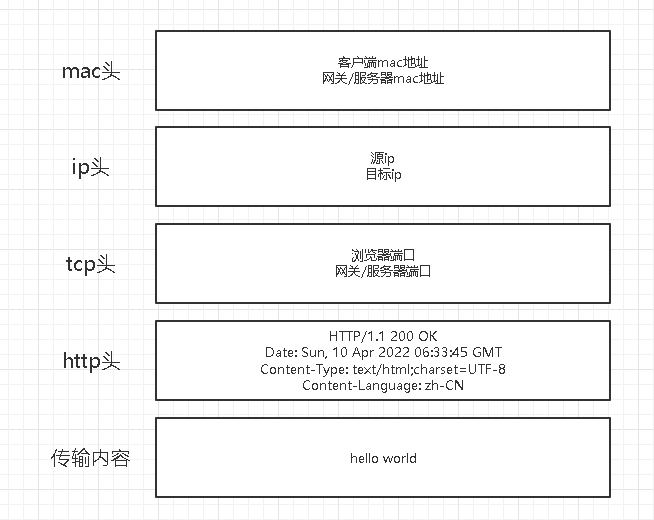 mac头
客户端mac地址
网关/服务器mac地址
ip头
源ip
目标ip
tcp头
浏览器端口
网关/服务器端口
http头
HTTP/1.1 200 OK
Date: Sun, 10 Apr 2022 06:33:45 GMT
Content-Type: text/html;charset=UTF-8
Content-Language: zh-CN
传输内容
hello world